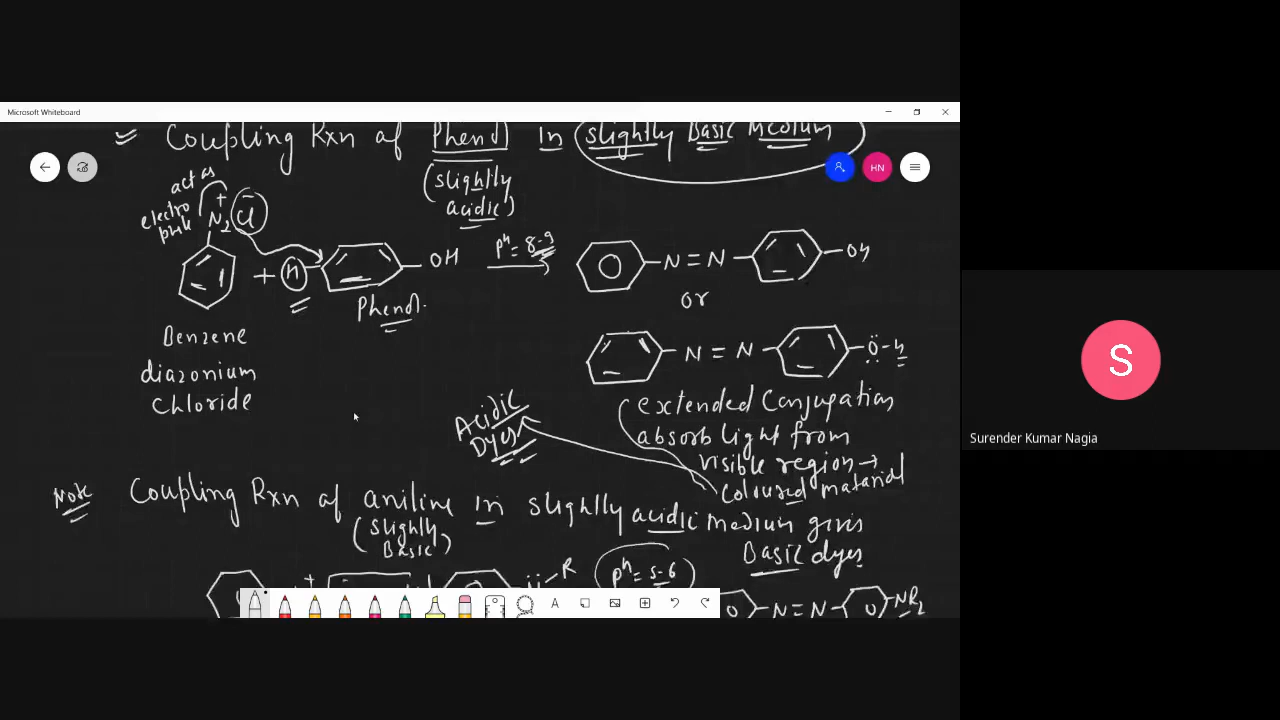 Microsoft Whiteboard
Coupling Rxn of Phenol in slightly Basic Medium
(slightly acidic)
act as electrophile
+
N2 Cl
-
HN
+ H
OH
pH = 8-9
N = N
OH
Phenol.
or
Benzene
diazonium
Chloride
N = N
Ö - H
Acidic
Dyes
(extended Conjugation
absorb light from
visible region →
coloured material
Note
Coupling Rxn of aniline in slightly acidic medium gives
(slightly
Basic)
Basic dyes
+
R
pH = 5-6
N = N
NR2
A
S
Surender Kumar Nagia